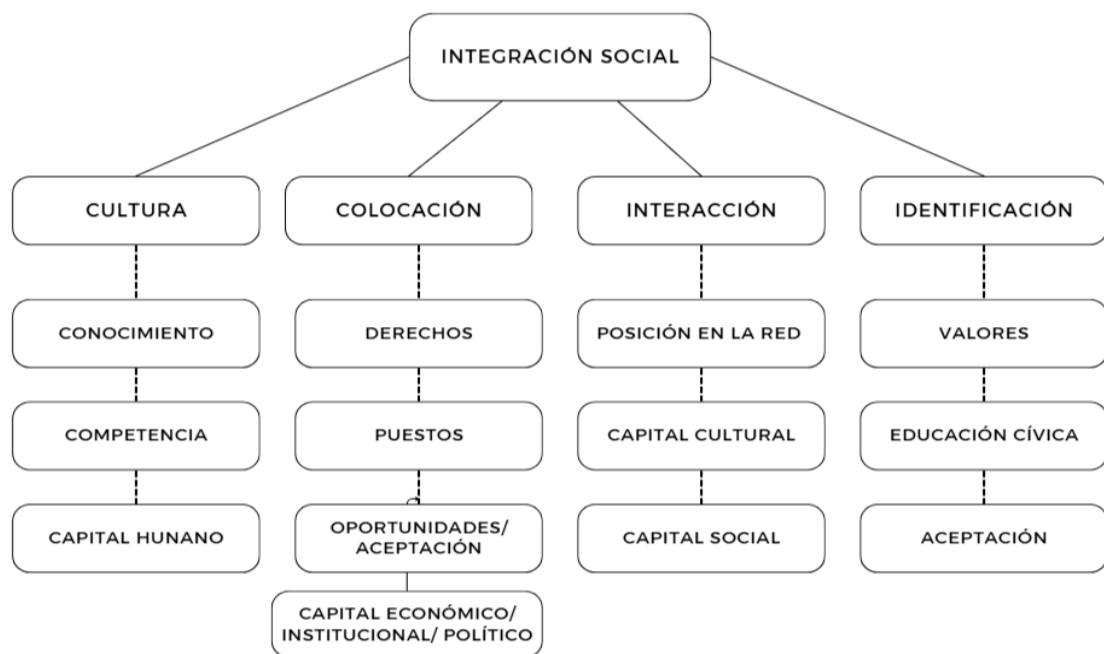 INTEGRACIÓN SOCIAL
CULTURA
COLOCACIÓN
INTERACCIÓN
IDENTIFICACIÓN
CONOCIMIENTO
DERECHOS
POSICIÓN EN LA RED
VALORES
COMPETENCIA
PUESTOS
CAPITAL CULTURAL
EDUCACIÓN CÍVICA
CAPITAL HUNANO
OPORTUNIDADES/
ACEPTACIÓN
CAPITAL SOCIAL
ACEPTACIÓN
CAPITAL ECONÓMICO/
INSTITUCIONAL/ POLÍTICO